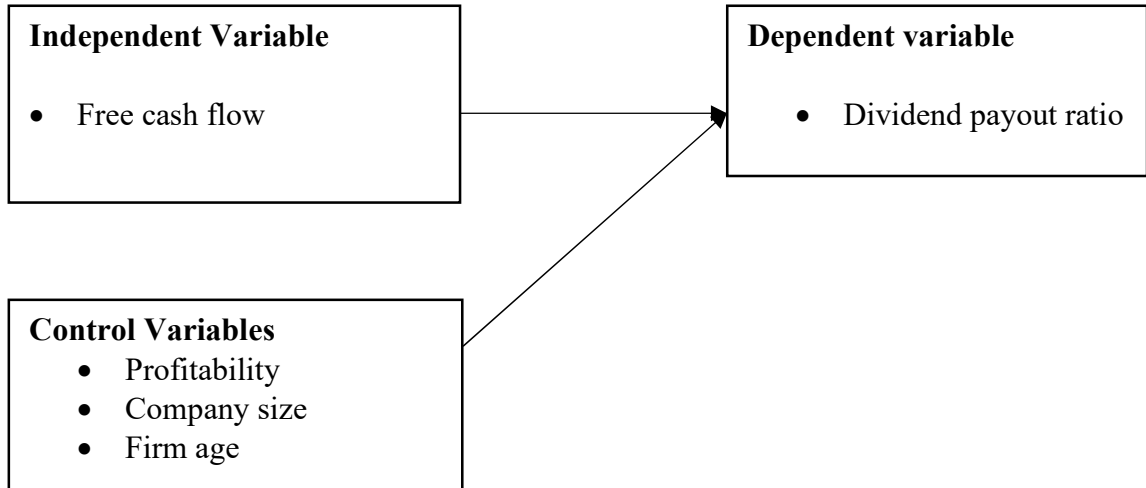 Independent Variable
• Free cash flow
Dependent variable
• Dividend payout ratio
Control Variables
• Profitability
• Company size
• Firm age